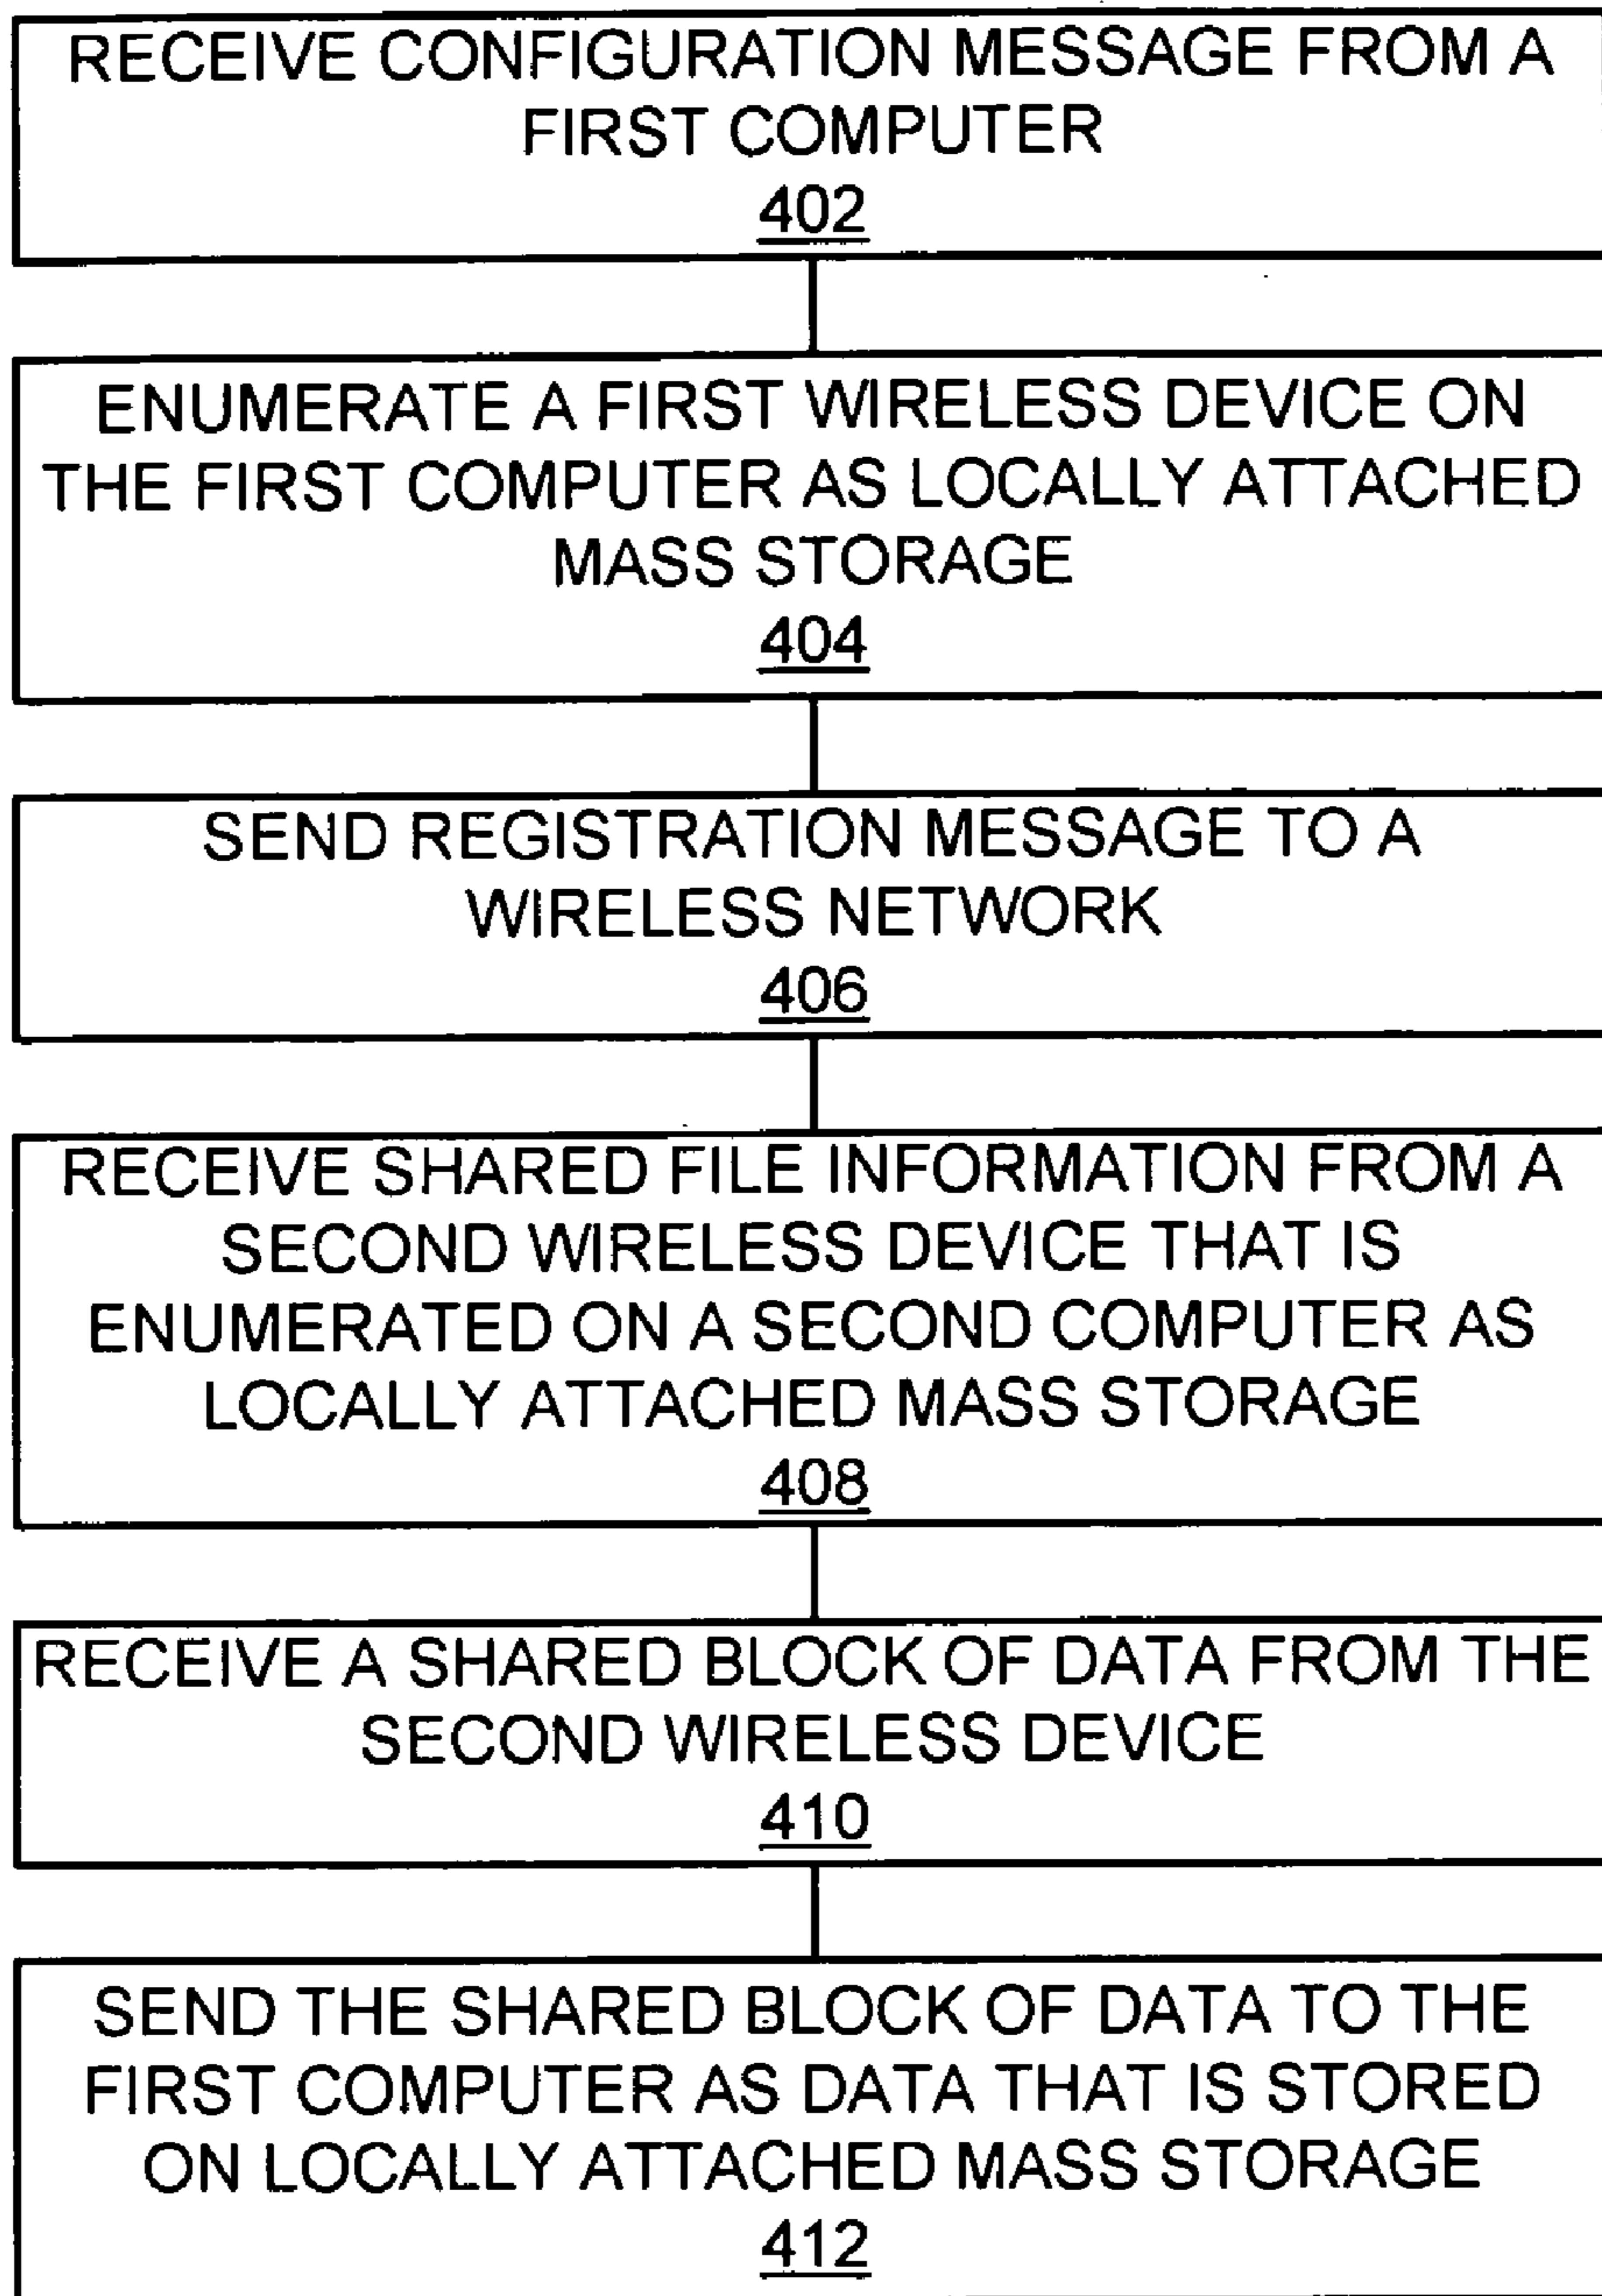 RECEIVE CONFIGURATION MESSAGE FROM A
FIRST COMPUTER
402
ENUMERATE A FIRST WIRELESS DEVICE ON
THE FIRST COMPUTER AS LOCALLY ATTACHED
MASS STORAGE
404
SEND REGISTRATION MESSAGE TO A
WIRELESS NETWORK
406
RECEIVE SHARED FILE INFORMATION FROM A
SECOND WIRELESS DEVICE THAT IS
ENUMERATED ON A SECOND COMPUTER AS
LOCALLY ATTACHED MASS STORAGE
408
RECEIVE A SHARED BLOCK OF DATA FROM THE
SECOND WIRELESS DEVICE
410
SEND THE SHARED BLOCK OF DATA TO THE
FIRST COMPUTER AS DATA THAT IS STORED
ON LOCALLY ATTACHED MASS STORAGE
412